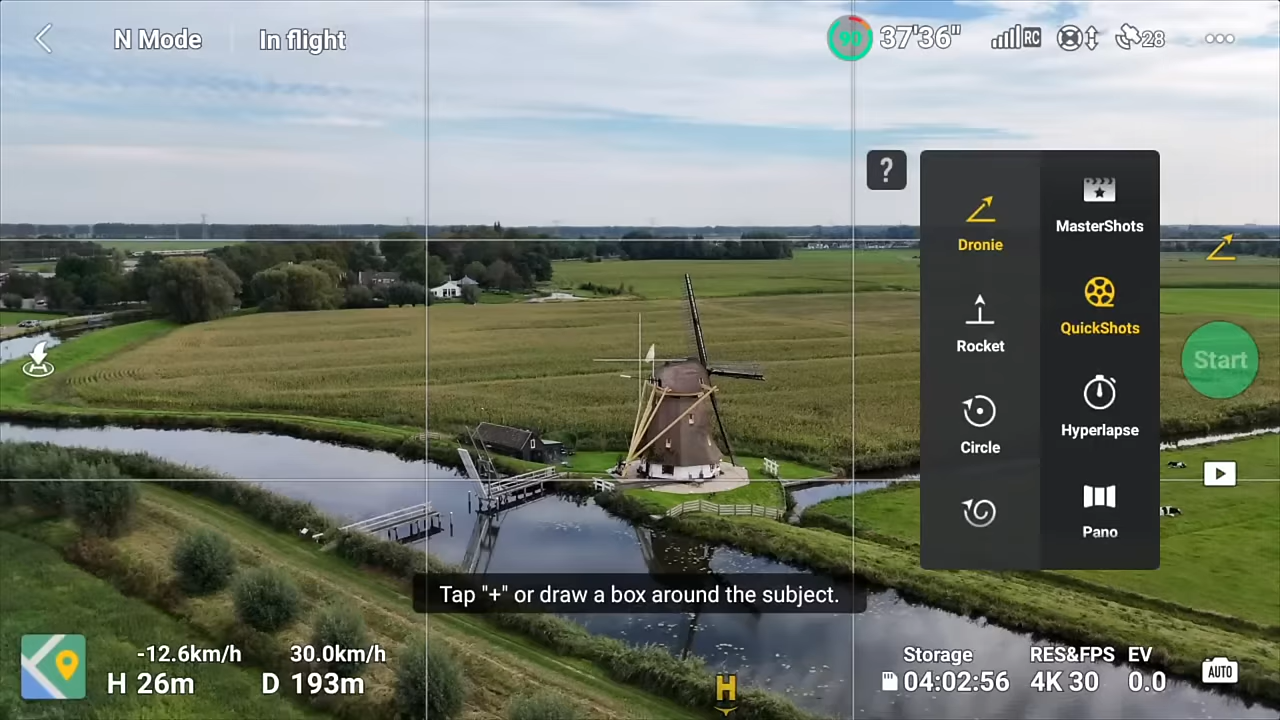 N Mode
In flight
90
37'36"
RC
28
?
Dronie
MasterShots
Rocket
QuickShots
Circle
Hyperlapse
Pano
Start
Tap "+" or draw a box around the subject.
-12.6km/h
30.0km/h
H 26m
D 193m
H
Storage
RES&FPS
EV
04:02:56
4K 30
0.0
AUTO